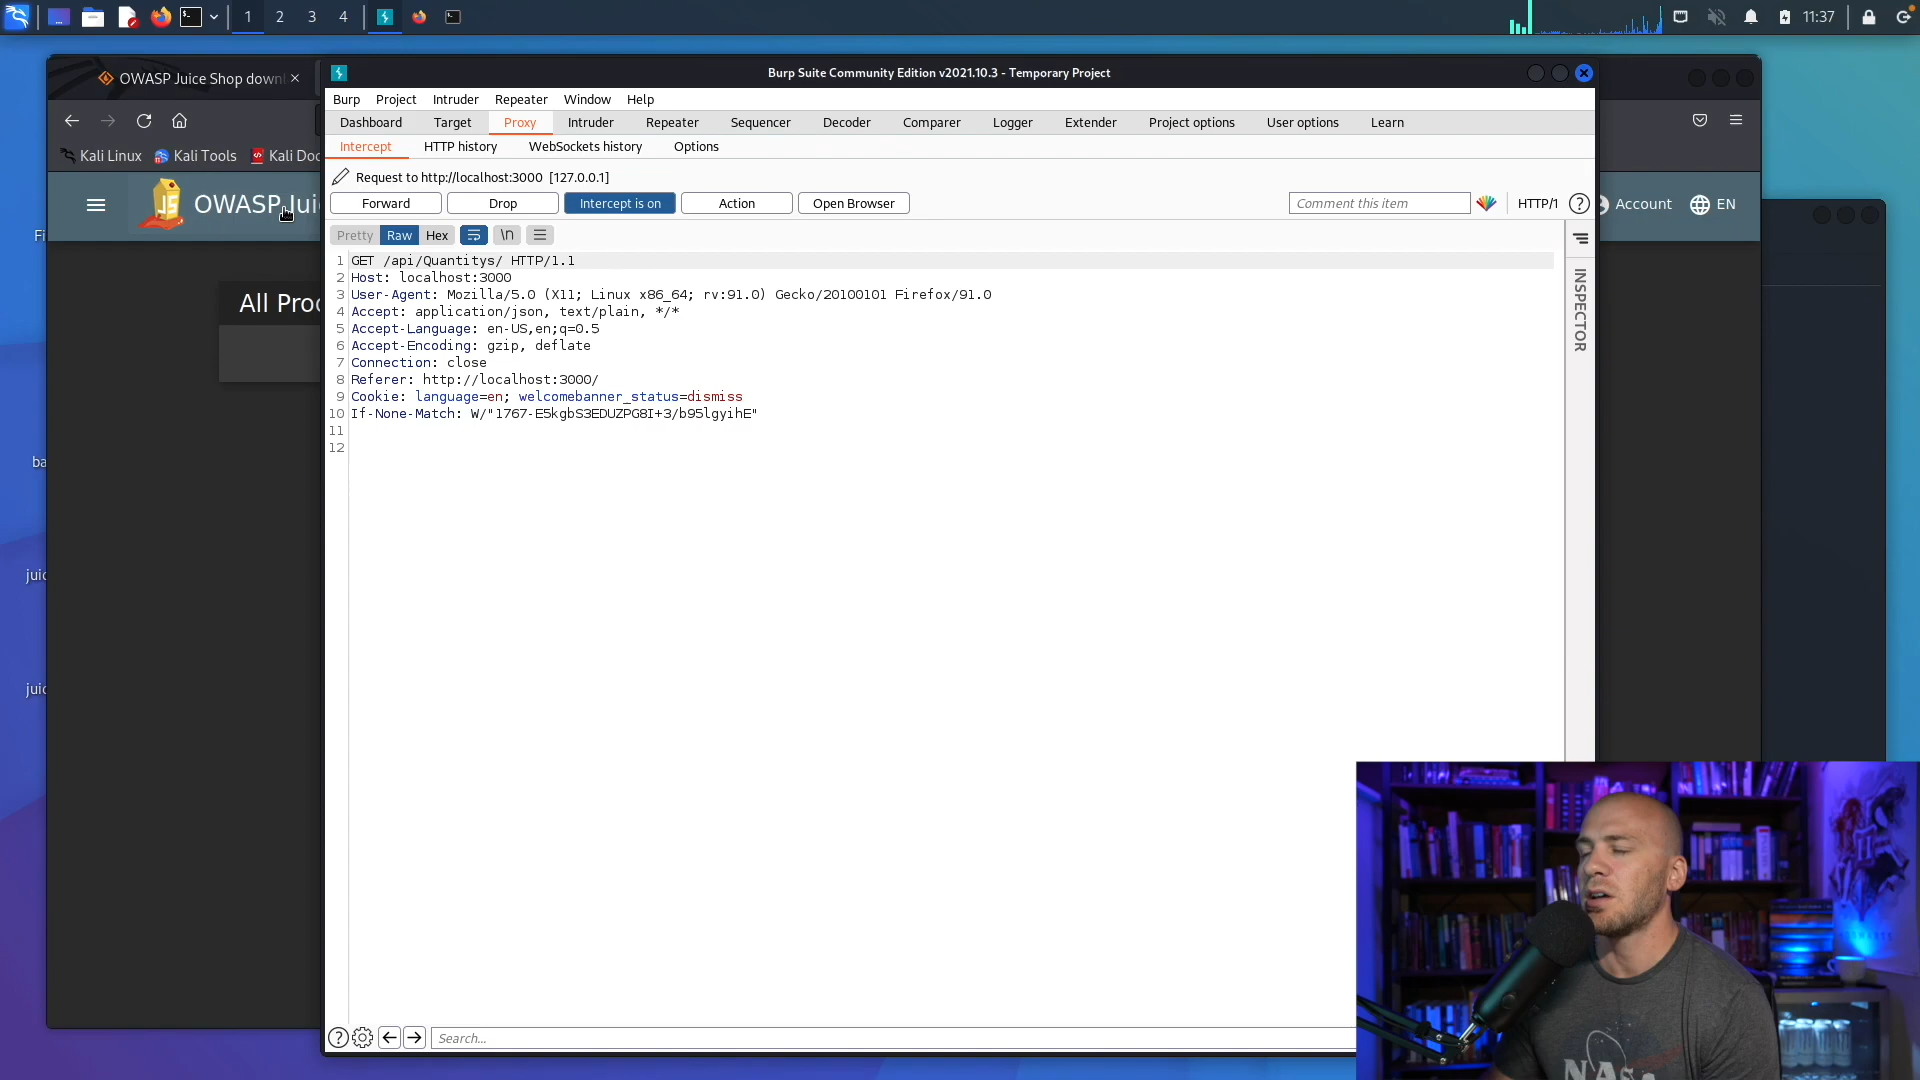 1
2
3
4
11:37
OWASP Juice Shop down
Burp Suite Community Edition v2021.10.3 - Temporary Project
Burp Project Intruder Repeater Window Help
Dashboard Target Proxy Intruder Repeater Sequencer Decoder Comparer Logger Extender Project options User options Learn
Intercept HTTP history WebSockets history Options
Kali Linux Kali Tools Kali Doc
Request to http://localhost:3000 [127.0.0.1]
Forward Drop Intercept is on Action Open Browser Comment this item HTTP/1 ?
JS OWASP Jui
Account EN
Pretty Raw Hex \n
INSPECTOR
Fi
All Proc
ba
juic
juic
1 GET /api/Quantitys/ HTTP/1.1
2 Host: localhost:3000
3 User-Agent: Mozilla/5.0 (X11; Linux x86_64; rv:91.0) Gecko/20100101 Firefox/91.0
4 Accept: application/json, text/plain, */*
5 Accept-Language: en-US,en;q=0.5
6 Accept-Encoding: gzip, deflate
7 Connection: close
8 Referer: http://localhost:3000/
9 Cookie: language=en; welcomebanner_status=dismiss
10 If-None-Match: W/"1767-E5kgbS3EDUZPG8I+3/b95lgyihE"
11
12
? Search...
NASA